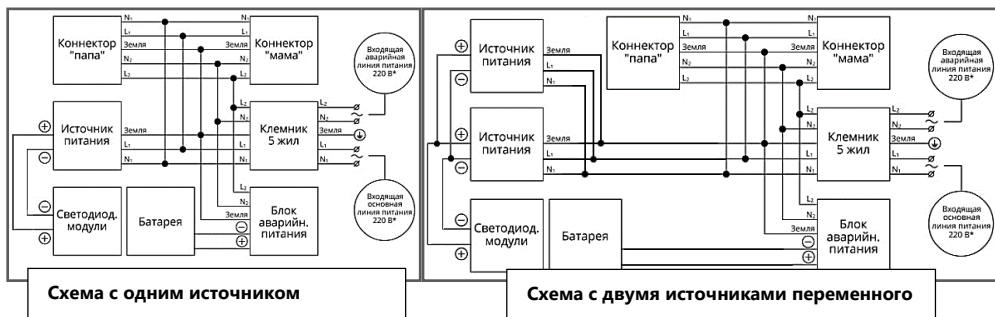 N₁
L₁
Земля
N₂
L₂
Коннектор
"папа"
N₁
L₁
Земля
N₂
L₂
Коннектор
"мама"
Входящая
аварийная
линия питания
220 В*
Источник
питания
+
−
Земля
L₁
N₁
L₂
N₂
L₁
N₁
Клемник
5 жил
L₂
N₂
Земля
L₁
N₁
~
~
Входящая
основная
линия питания
220 В*
Светодиод.
модули
−
+
Батарея
L₂
N₂
Земля
−
+
Блок
аварийн.
питания
Схема с одним источником
Источник
питания
+
−
Земля
L₁
N₁
Коннектор
"папа"
N₁
L₁
Земля
N₂
L₂
N₁
L₁
Земля
N₂
L₂
Коннектор
"мама"
Входящая
аварийная
линия питания
220 В*
Источник
питания
+
−
Земля
L₁
N₁
L₂
N₂
Земля
L₁
N₁
Клемник
5 жил
L₂
N₂
Земля
L₁
N₁
~
~
Входящая
основная
линия питания
220 В*
Светодиод.
модули
−
+
Батарея
L₂
N₂
Земля
−
+
Блок
аварийн.
питания
Схема с двумя источниками переменного